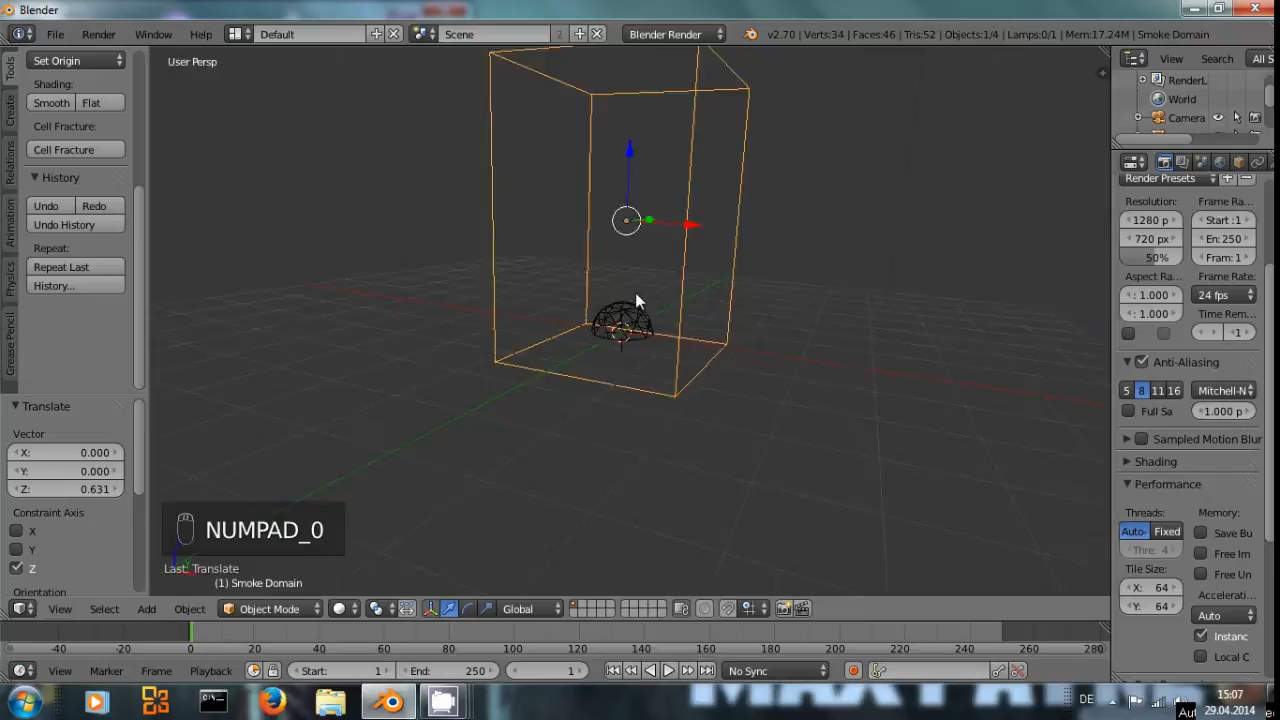 Blender
File Render Window Help Default Scene 2 Blender Render v2.70 | Verts:34 | Faces:46 | Tris:52 | Objects:1/4 | Lamps:0/1 | Mem:17.24M | Smoke Domain
Tools
Create
Relations
Animation
Physics
Grease Pencil
Set Origin
Shading:
Smooth Flat
Cell Fracture:
Cell Fracture
History
Undo Redo
Undo History
Repeat:
Repeat Last
History...
Translate
Vector
X: 0.000
Y: 0.000
Z: 0.631
Constraint Axis
X
Y
Z
Orientation
User Persp
NUMPAD_0
Last: Translate
(1) Smoke Domain
View Search All S
RenderL
World
Camera
Render Presets
Resolution: Frame Ra...
1280 p Start :1
720 px En: 250
50% Fram: 1
Aspect Ra... Frame Rate:
: 1.000 24 fps
: 1.000 Time Rem...
1
Anti-Aliasing
5 8 11 16 Mitchell-N
Full Sa 1.000 p
Sampled Motion Blur
Shading
Performance
Threads: Memory:
Auto- Fixed Save Bu
Thre: 4 Free Im
Tile Size: Free Un
X: 64 Accelerati...
Y: 64 Auto
Instanc
Local C
View Select Add Object Object Mode Global
-40 -20 0 20 40 60 80 100 120 140 160 180 200 220 240 260 280
View Marker Frame Playback Start: 1 End: 250 1 No Sync
DE 15:07
29.04.2014